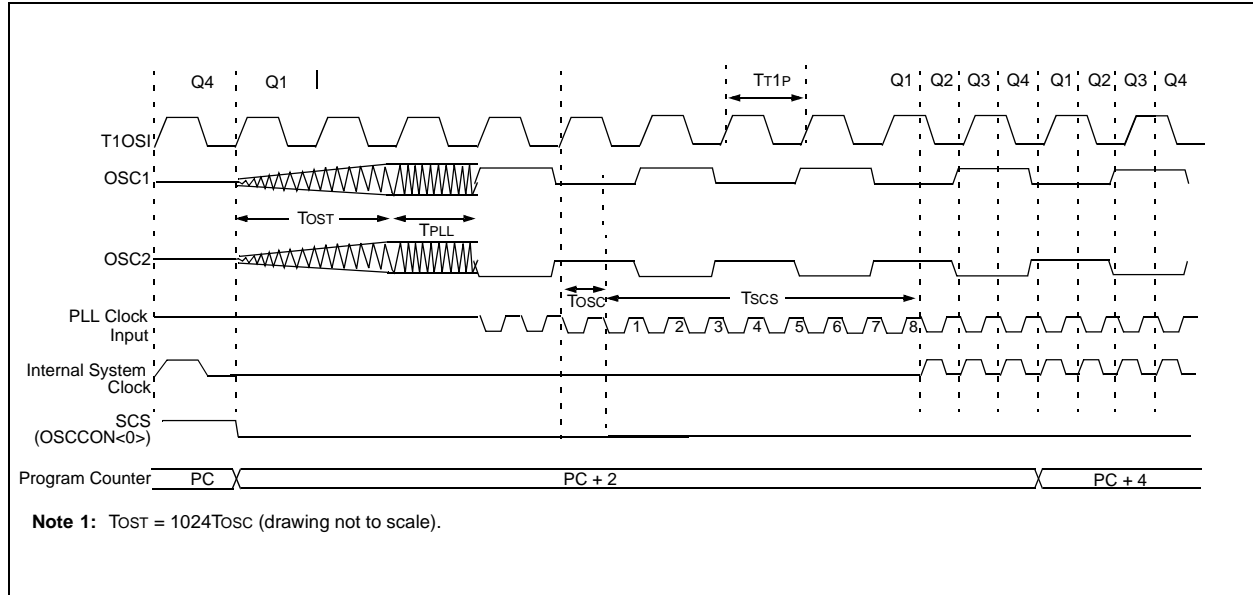 TT1P
Q4 Q1 Q1 Q2 Q3 Q4 Q1 Q2 Q3 Q4
T1OSI
OSC1
TOST
TPLL
OSC2
TOSC TSCS
PLL Clock
Input
1 2 3 4 5 6 7 8
Internal System
Clock
SCS
(OSCCON<0>)
Program Counter PC PC + 2 PC + 4
Note 1: TOST = 1024TOSC (drawing not to scale).